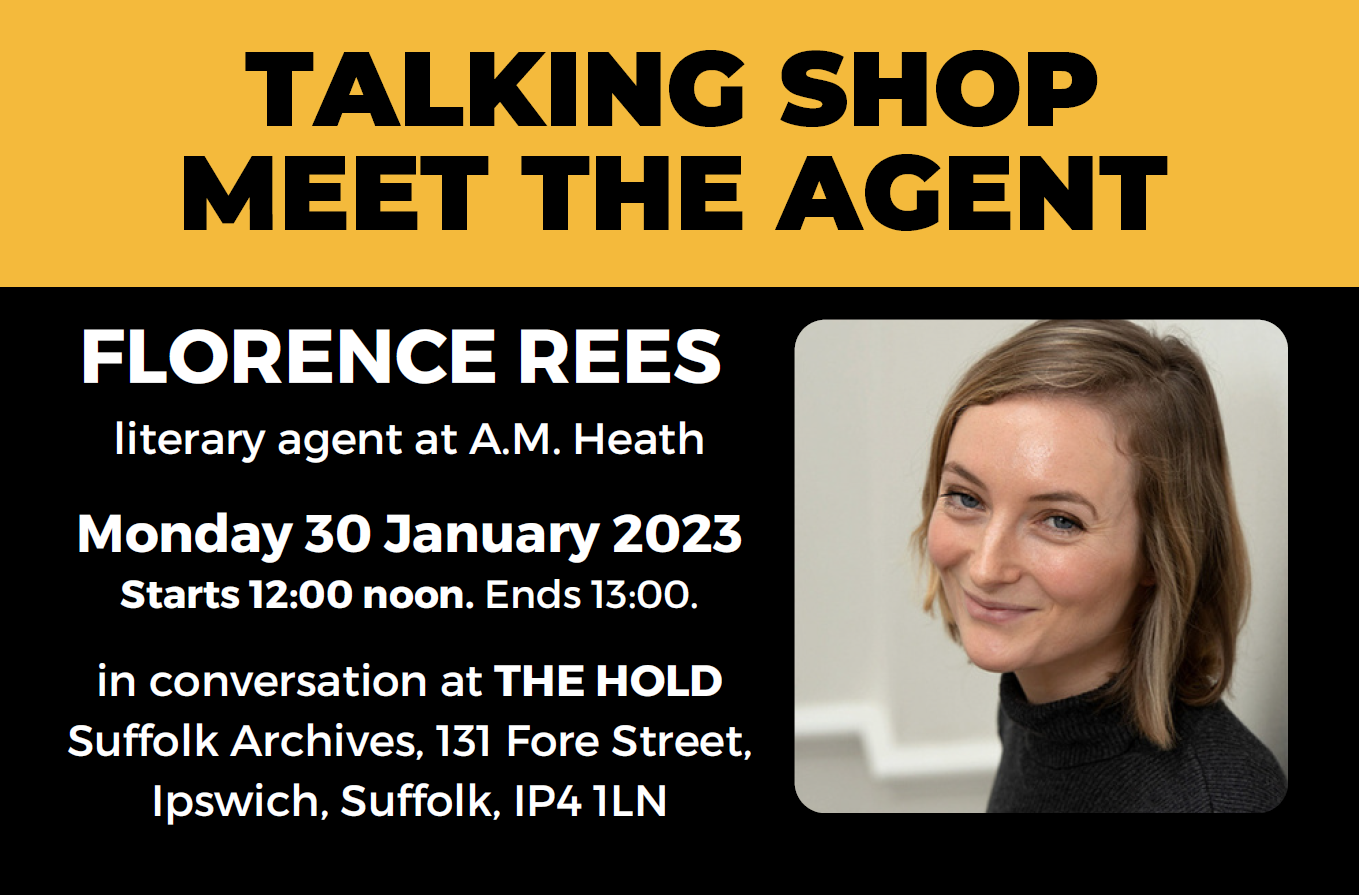 TALKING SHOP
MEET THE AGENT
FLORENCE REES
literary agent at A.M. Heath
Monday 30 January 2023
Starts 12:00 noon. Ends 13:00.
in conversation at THE HOLD
Suffolk Archives, 131 Fore Street,
Ipswich, Suffolk, IP4 1LN